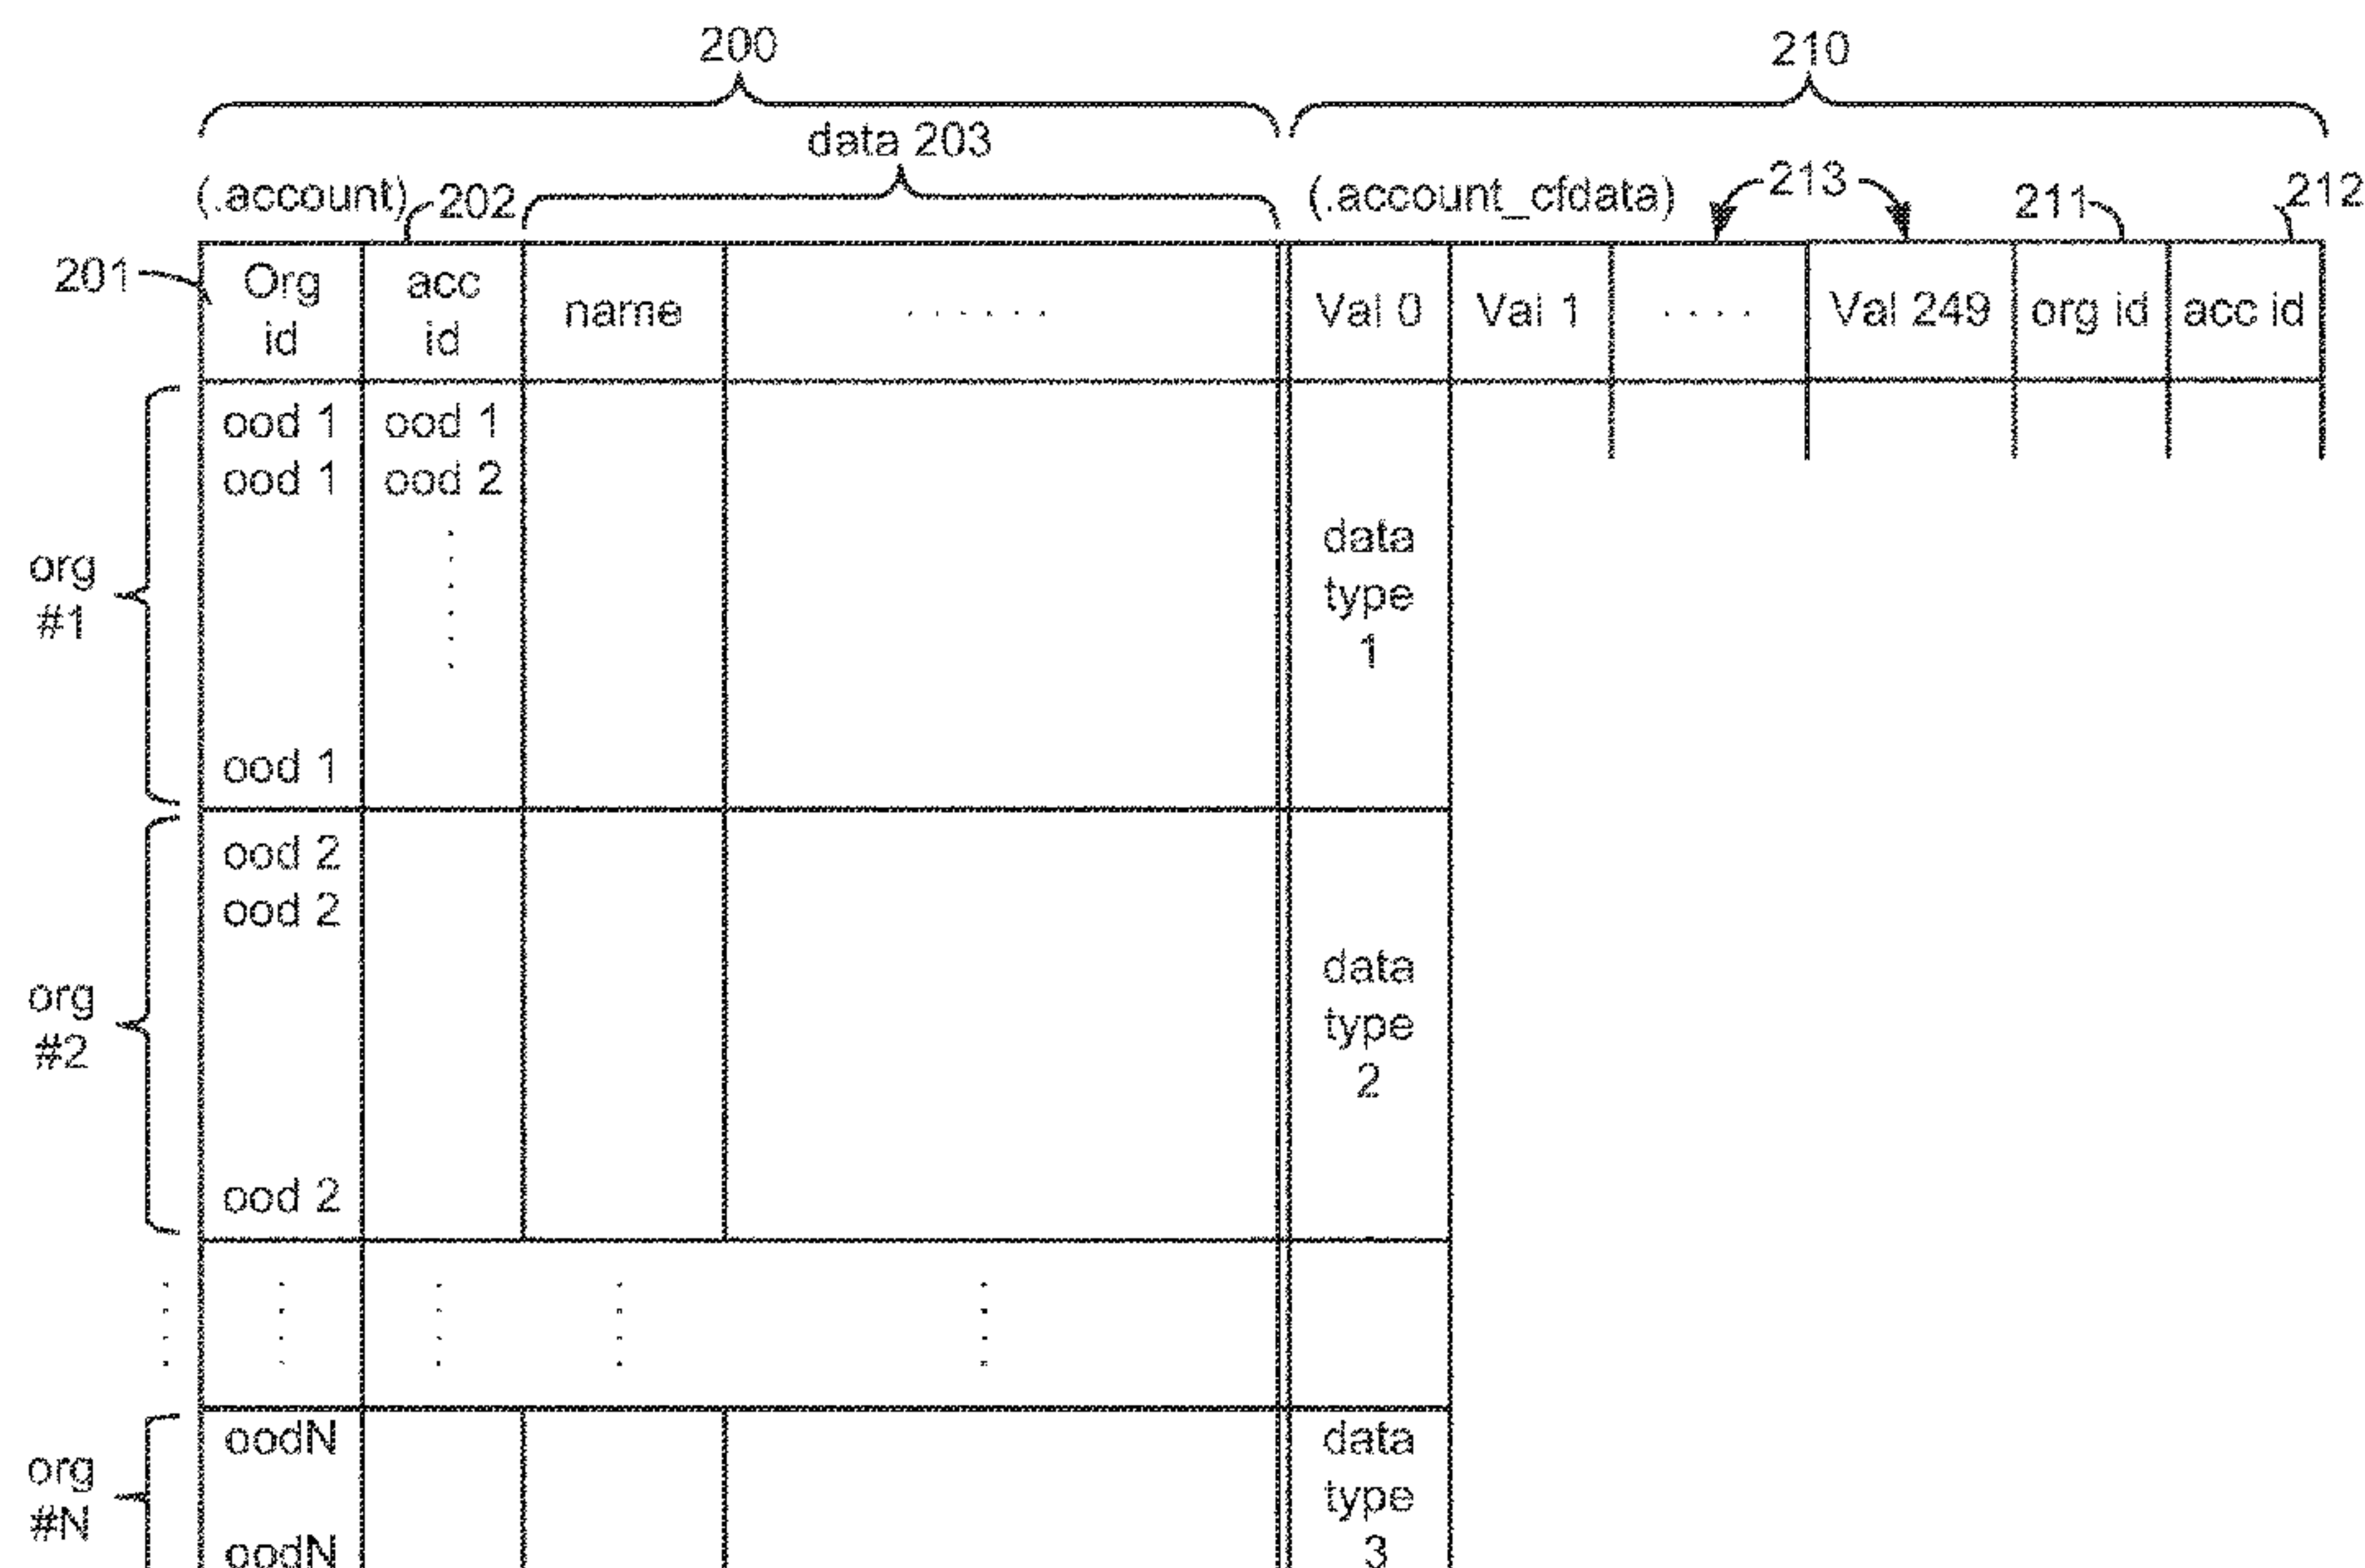 200
210
data 203
(.account)
202
(.account_cfdata)
213
211
212
201
Org
id
acc
id
name
. . . . . .
Val 0
Val 1
. . . .
Val 249
org id
acc id
org
#1
ood 1
ood 1
ood 1
ood 1
ood 2
data
type
1
org
#2
ood 2
ood 2
ood 2
data
type
2
org
#N
oodN
oodN
data
type
3